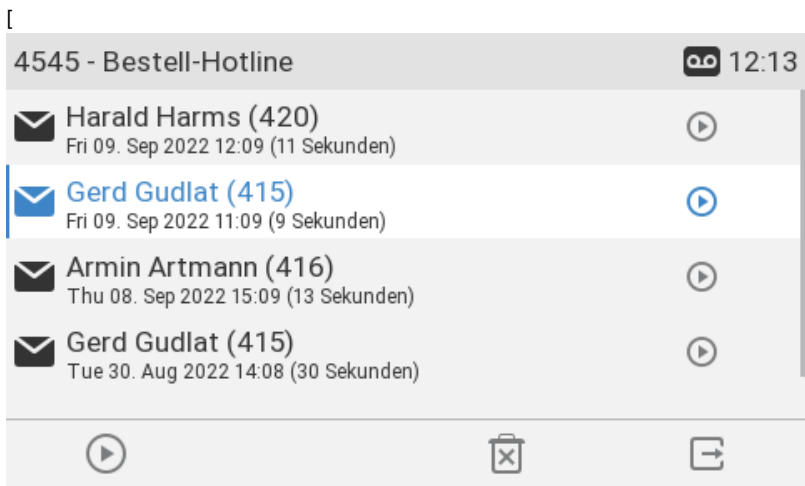 [
4545 - Bestell-Hotline 12:13
Harald Harms (420)
Fri 09. Sep 2022 12:09 (11 Sekunden)
Gerd Gudlat (415)
Fri 09. Sep 2022 11:09 (9 Sekunden)
Armin Artmann (416)
Thu 08. Sep 2022 15:09 (13 Sekunden)
Gerd Gudlat (415)
Tue 30. Aug 2022 14:08 (30 Sekunden)